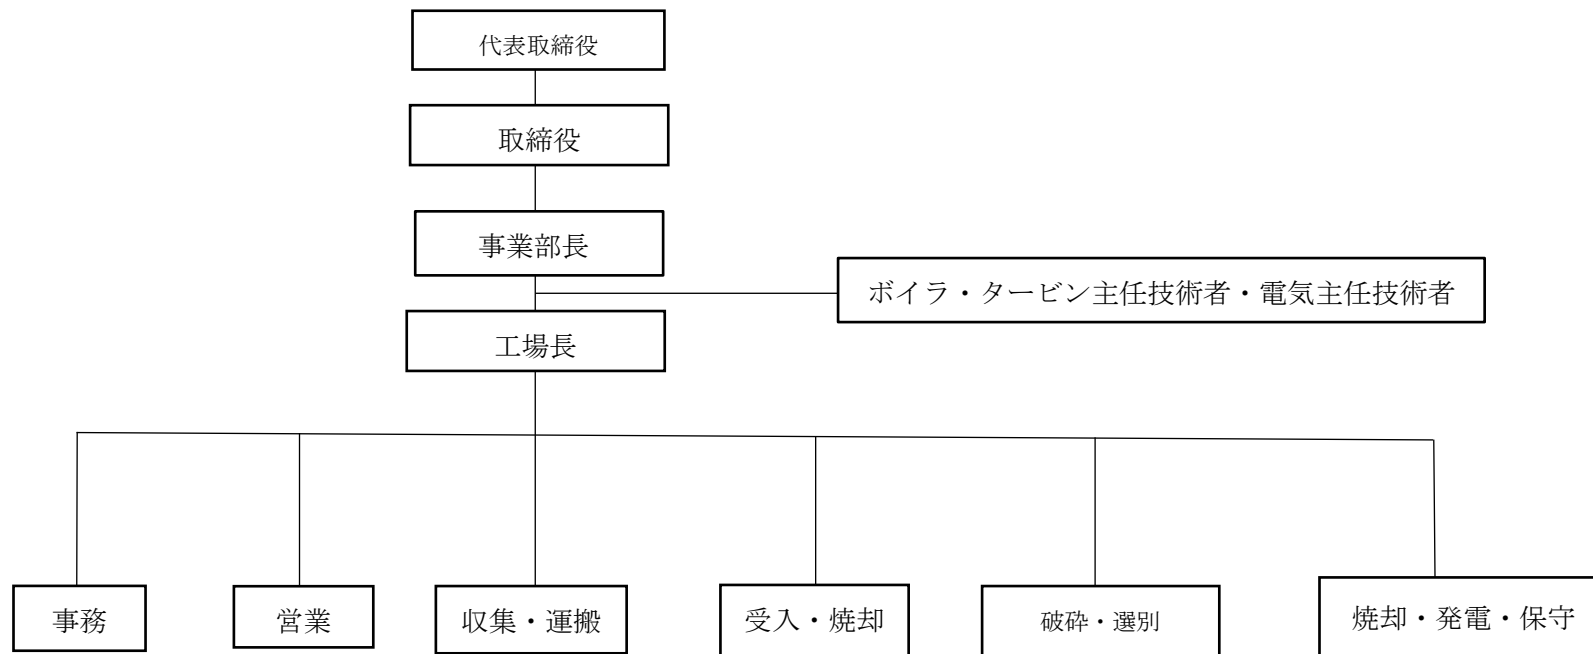 代表取締役
取締役
事業部長
ボイラ・タービン主任技術者・電気主任技術者
工場長
事務
営業
収集・運搬
受入・焼却
破砕・選別
焼却・発電・保守